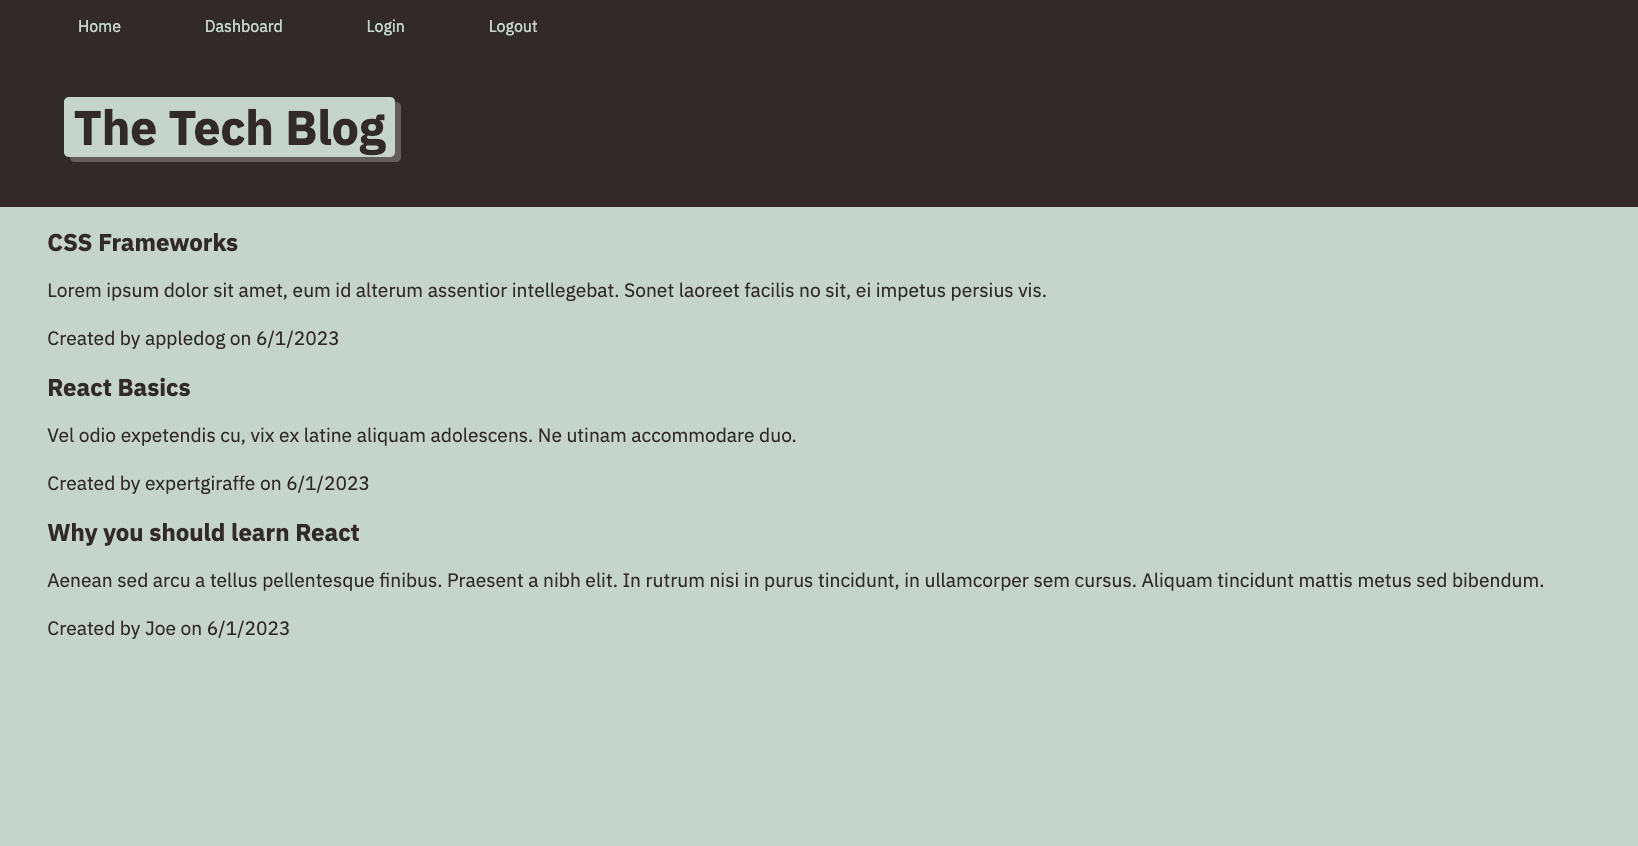 Home Dashboard Login Logout
The Tech Blog
CSS Frameworks
Lorem ipsum dolor sit amet, eum id alterum assentior intellegebat. Sonet laoreet facilis no sit, ei impetus persius vis.
Created by appledog on 6/1/2023
React Basics
Vel odio expetendis cu, vix ex latine aliquam adolescens. Ne utinam accommodare duo.
Created by expertgiraffe on 6/1/2023
Why you should learn React
Aenean sed arcu a tellus pellentesque finibus. Praesent a nibh elit. In rutrum nisi in purus tincidunt, in ullamcorper sem cursus. Aliquam tincidunt mattis metus sed bibendum.
Created by Joe on 6/1/2023